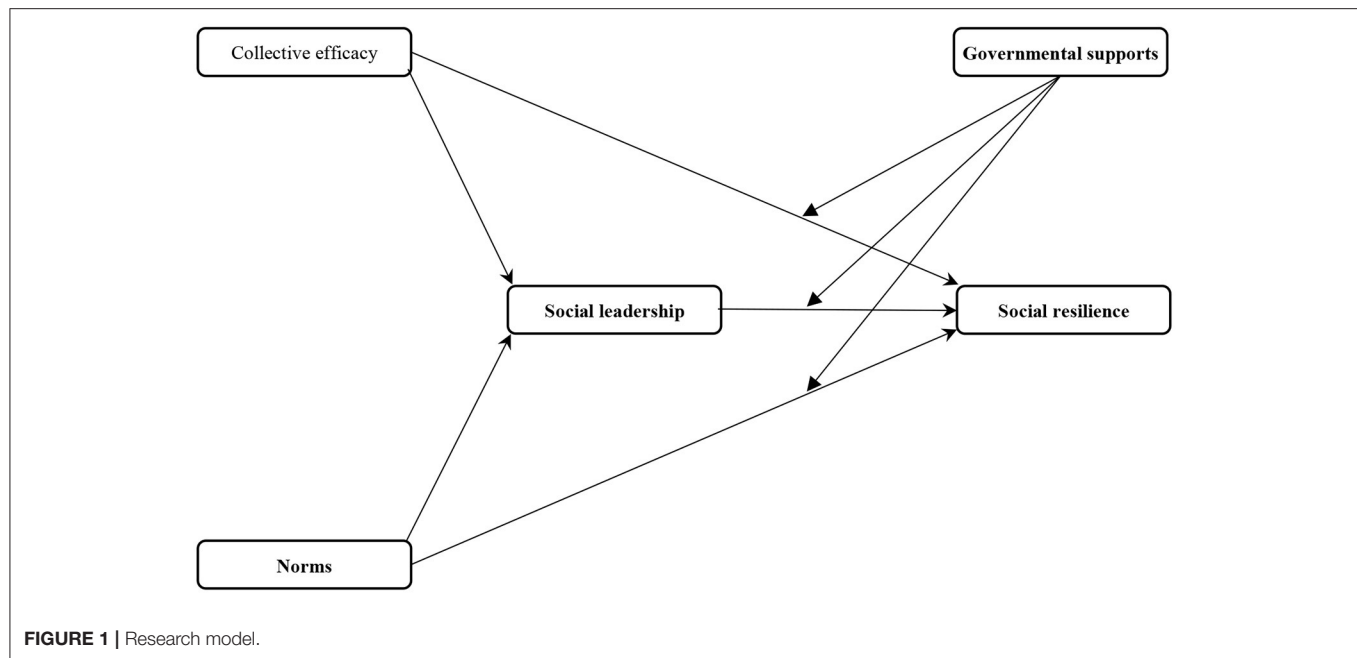 Collective efficacy
Governmental supports
Social leadership
Social resilience
Norms
FIGURE 1 | Research model.